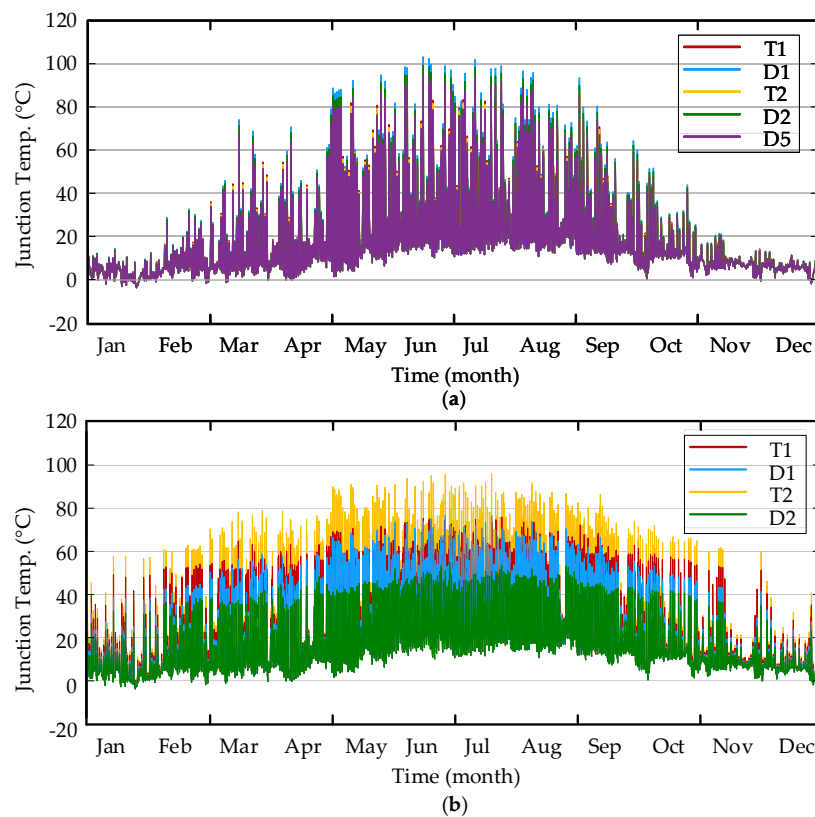 120
100
80
60
40
20
0
-20
Junction Temp. (°C)
T1
D1
T2
D2
D5
Jan Feb Mar Apr May Jun Jul Aug Sep Oct Nov Dec
Time (month)
(a)
120
100
80
60
40
20
0
-20
Junction Temp. (°C)
T1
D1
T2
D2
Jan Feb Mar Apr May Jun Jul Aug Sep Oct Nov Dec
Time (month)
(b)